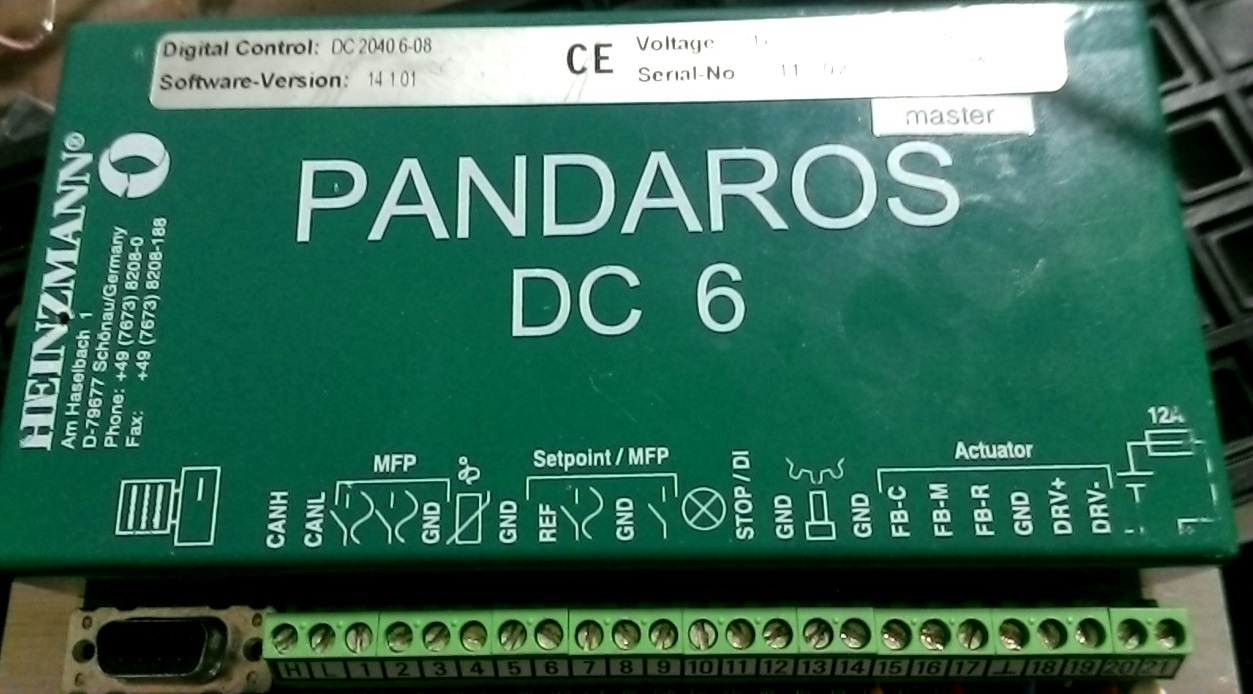 Digital Control: DC 2040 6-08
Software-Version: 14 1 01
CE
Voltage
Serial-No
master
HEINZMANN®
Am Haselbach 1
D-79677 Schönau/Germany
Phone: +49 (7673) 8208-0
Fax: +49 (7673) 8208-188
PANDAROS
DC 6
12A
MFP
Setpoint / MFP
Actuator
CANH
CANL
GND
GND
REF
GND
STOP / DI
GND
GND
FB-C
FB-M
FB-R
GND
DRV+
DRV-
H L 1 2 3 4 5 6 7 8 9 10 11 12 13 14 15 16 17 ⊥ 18 19 20 21